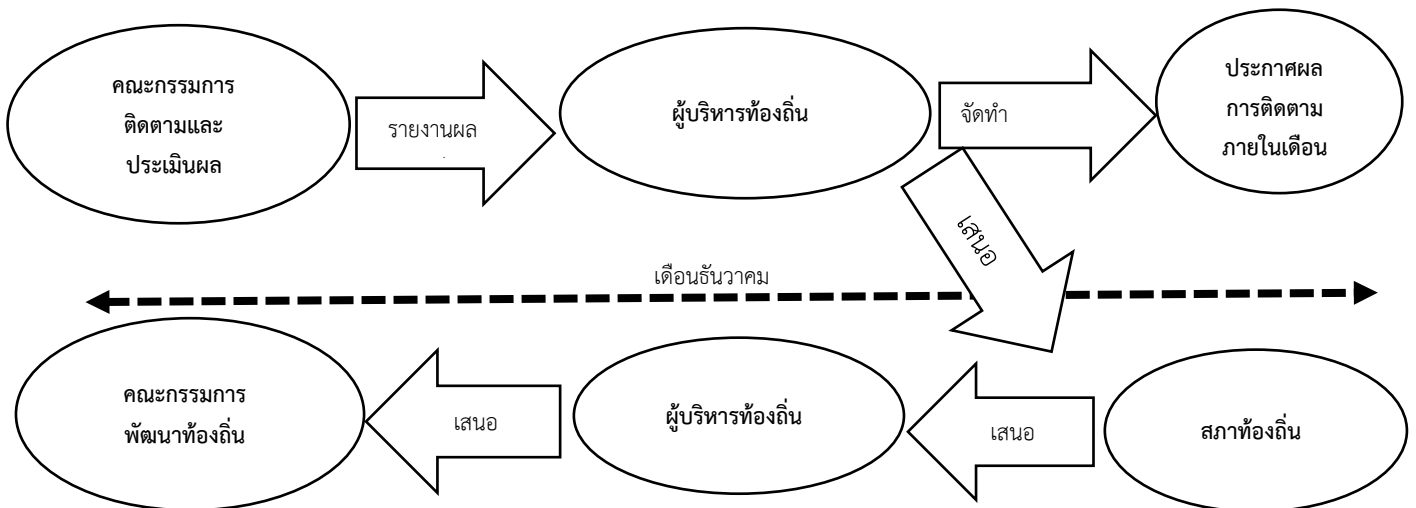 คณะกรรมการ
ติดตามและ
ประเมินผล
รายงานผล
ผู้บริหารท้องถิ่น
จัดทำ
ประกาศผล
การติดตาม
ภายในเดือน
เสนอ
เดือนธันวาคม
คณะกรรมการ
พัฒนาท้องถิ่น
เสนอ
ผู้บริหารท้องถิ่น
เสนอ
สภาท้องถิ่น